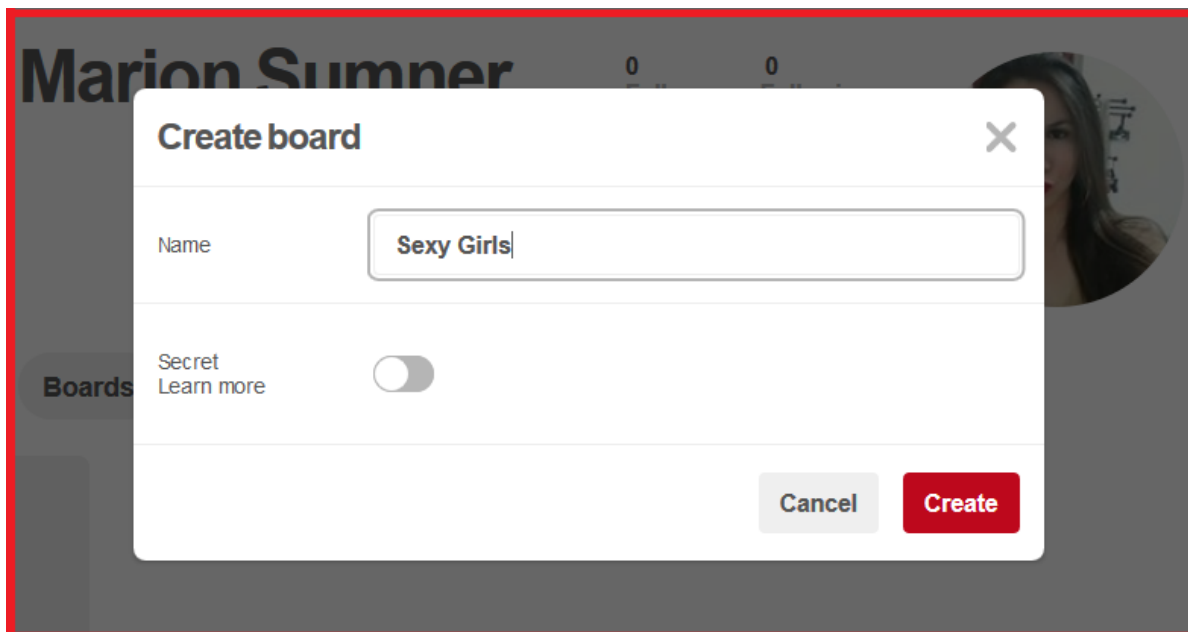 Marion Sumner
0 0
Create board
Name
Sexy Girls
Secret
Learn more
Boards
Cancel
Create